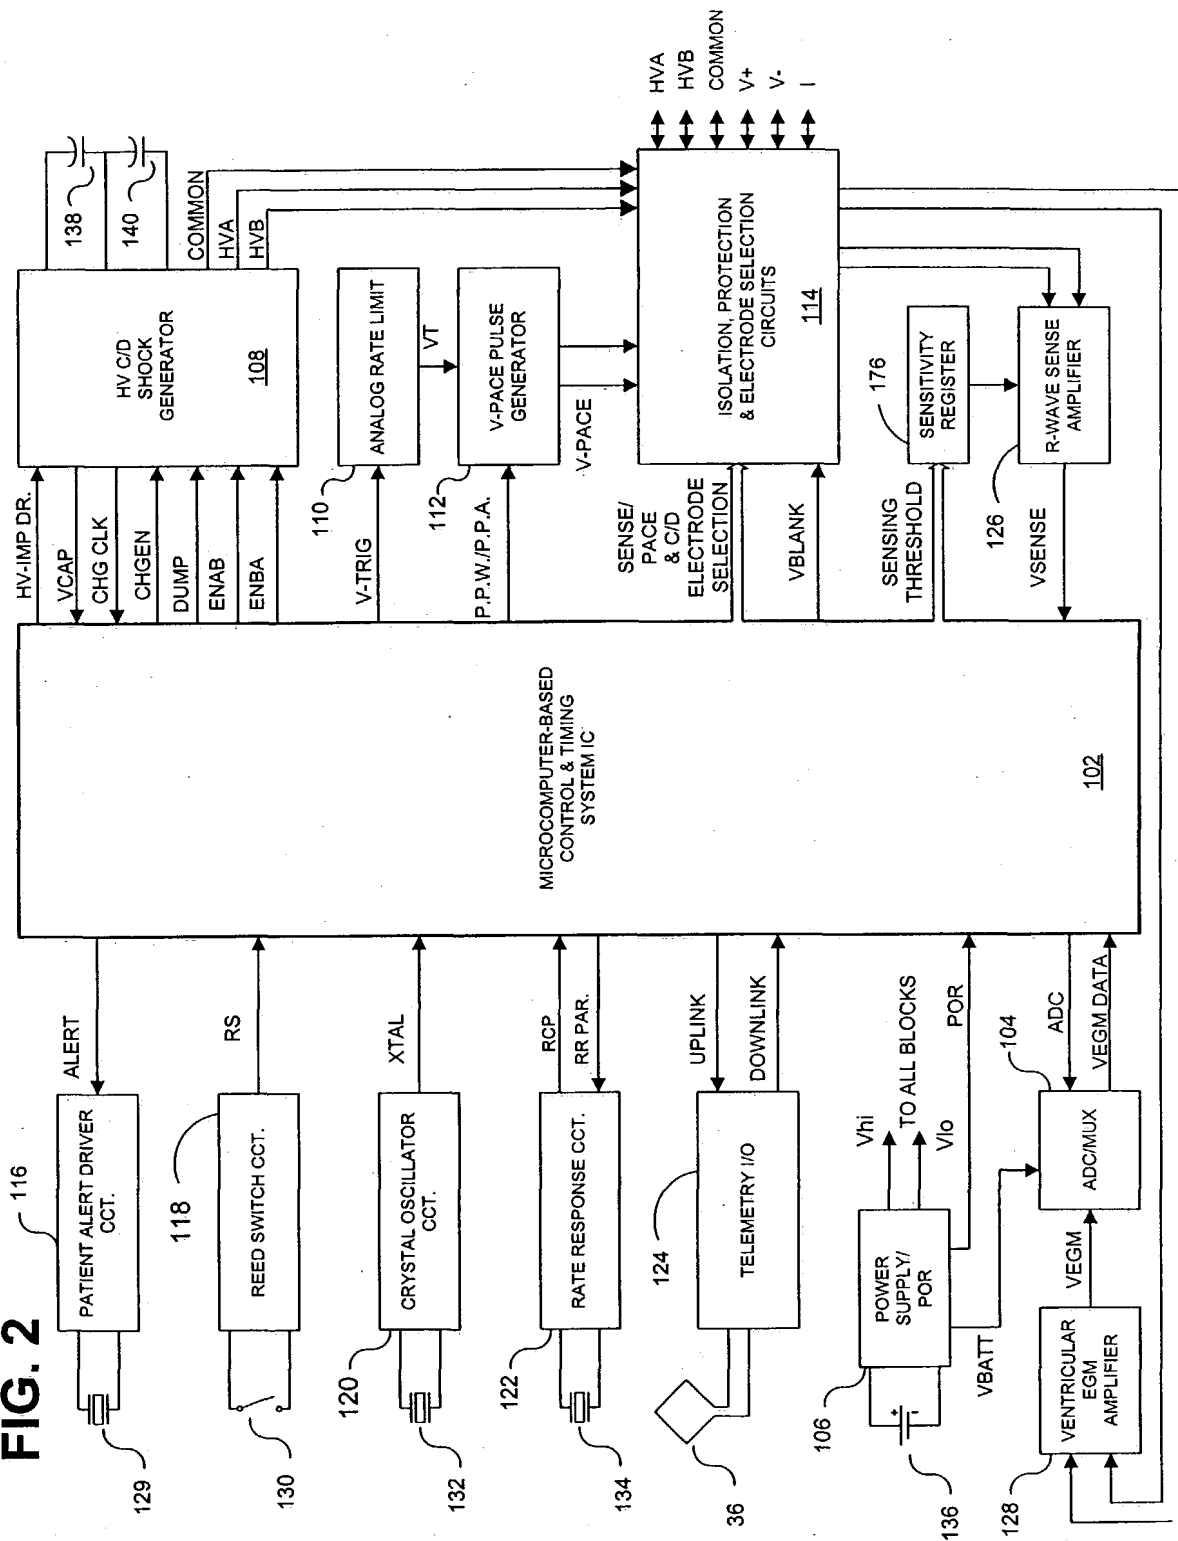 FIG. 2
116
PATIENT ALERT DRIVER
CCT.
129
ALERT
118
REED SWITCH CCT.
130
RS
120
CRYSTAL OSCILLATOR
CCT.
132
XTAL
122
RATE RESPONSE CCT.
134
RCP
RR PAR.
124
TELEMETRY I/O
36
UPLINK
DOWNLINK
106
POWER
SUPPLY/
POR
136
+
-
Vhi
TO ALL BLOCKS
Vlo
POR
VBATT
128
VENTRICULAR
EGM
AMPLIFIER
VEGM
104
ADC/MUX
ADC
VEGM DATA
MICROCOMPUTER-BASED
CONTROL & TIMING
SYSTEM IC
102
HV-IMP DR.
VCAP
CHG CLK
CHGEN
DUMP
ENAB
ENBA
HV C/D
SHOCK
GENERATOR
108
138
140
COMMON
HVA
HVB
V-TRIG
110
ANALOG RATE LIMIT
VT
P.P.W./P.P.A.
112
V-PACE PULSE
GENERATOR
V-PACE
SENSE/
PACE
& C/D
ELECTRODE
SELECTION
VBLANK
ISOLATION, PROTECTION
& ELECTRODE SELECTION
CIRCUITS
114
HVA
HVB
COMMON
V+
V-
I
SENSING
THRESHOLD
176
SENSITIVITY
REGISTER
126
R-WAVE SENSE
AMPLIFIER
VSENSE